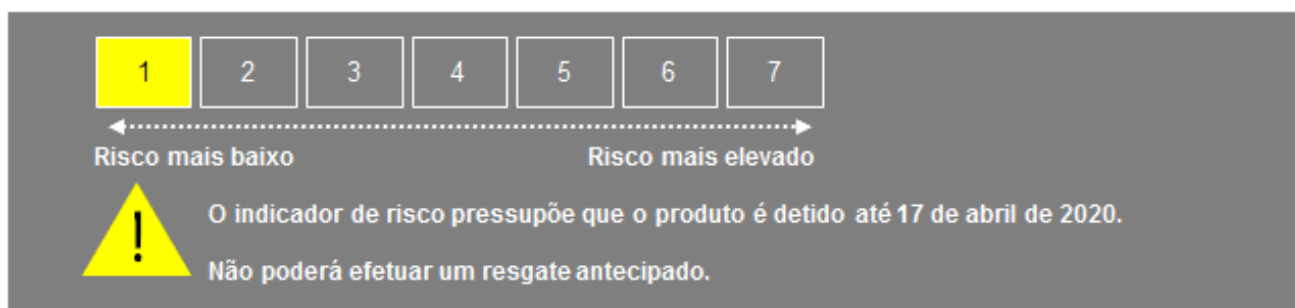 1 2 3 4 5 6 7
Risco mais baixo Risco mais elevado
! O indicador de risco pressupõe que o produto é detido até 17 de abril de 2020.
Não poderá efetuar um resgate antecipado.